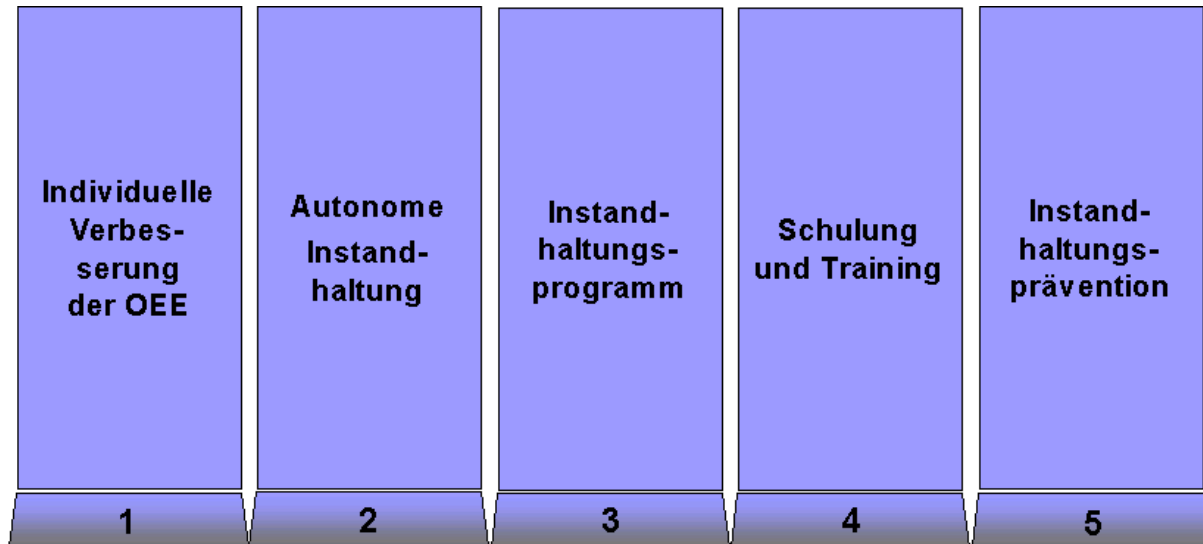 Individuelle
Verbes-
serung
der OEE
Autonome
Instand-
haltung
Instand-
haltungs-
programm
Schulung
und Training
Instand-
haltungs-
prävention
1
2
3
4
5